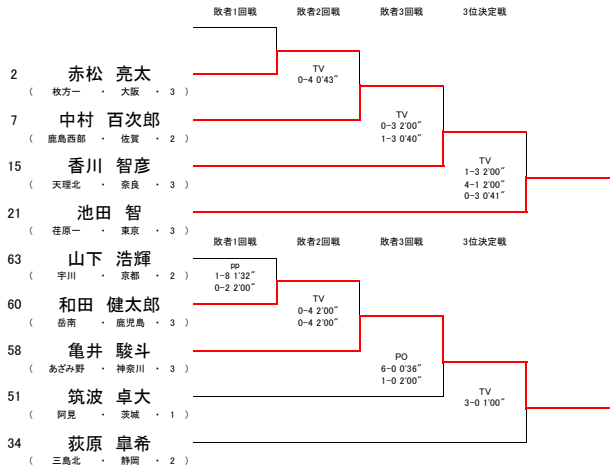 敗者1回戦 敗者2回戦 敗者3回戦 3位決定戦
2 赤松 亮太
( 枚方一 ・ 大阪 ・ 3 )
TV
0-4 0'43"
7 中村 百次郎
( 鹿島西部 ・ 佐賀 ・ 2 )
TV
0-3 2'00"
1-3 0'40"
15 香川 智彦
( 天理北 ・ 奈良 ・ 3 )
TV
1-3 2'00"
4-1 2'00"
0-3 0'41"
21 池田 智
( 荏原一 ・ 東京 ・ 3 )
敗者1回戦 敗者2回戦 敗者3回戦 3位決定戦
63 山下 浩輝
( 宇川 ・ 京都 ・ 2 )
pp
1-8 1'32"
0-2 2'00"
60 和田 健太郎
( 岳南 ・ 鹿児島 ・ 3 )
TV
0-4 2'00"
0-4 2'00"
58 亀井 駿斗
( あざみ野 ・ 神奈川 ・ 3 )
PO
6-0 0'36"
1-0 2'00"
51 筑波 卓大
( 阿見 ・ 茨城 ・ 1 )
TV
3-0 1'00"
34 荻原 皐希
( 三島北 ・ 静岡 ・ 2 )